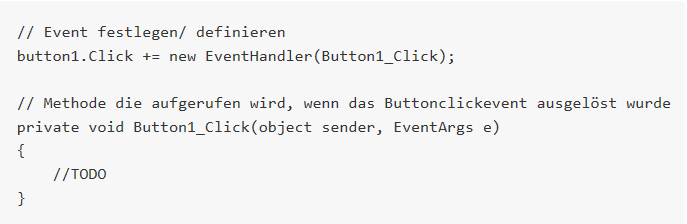 // Event festlegen/ definieren
button1.Click += new EventHandler(Button1_Click);
// Methode die aufgerufen wird, wenn das Buttonclickevent ausgelöst wurde
private void Button1_Click(object sender, EventArgs e)
{
    //TODO
}